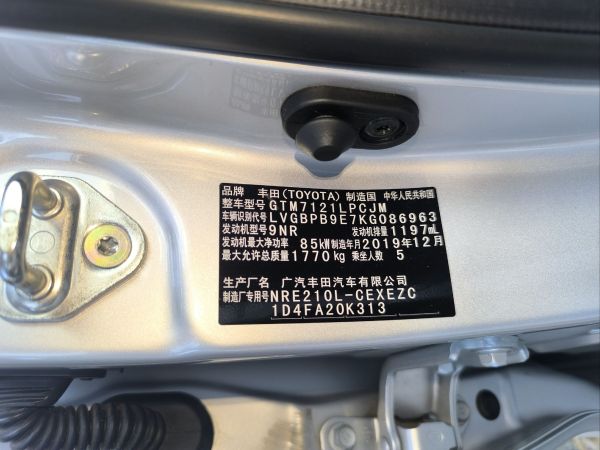 品牌 丰田(TOYOTA) 制造国 中华人民共和国
整车型号 GTM7121LPCJM
车辆识别代号 LVGBPB9E7KG086963
发动机型号 9NR 发动机排量 1197mL
发动机最大净功率 85kW 制造年月 2019年12月
最大允许总质量 1770kg 乘坐人数 5
生产厂名 广汽丰田汽车有限公司
制造厂专用号 NRE210L-CEXEZC
1D4FA20K313